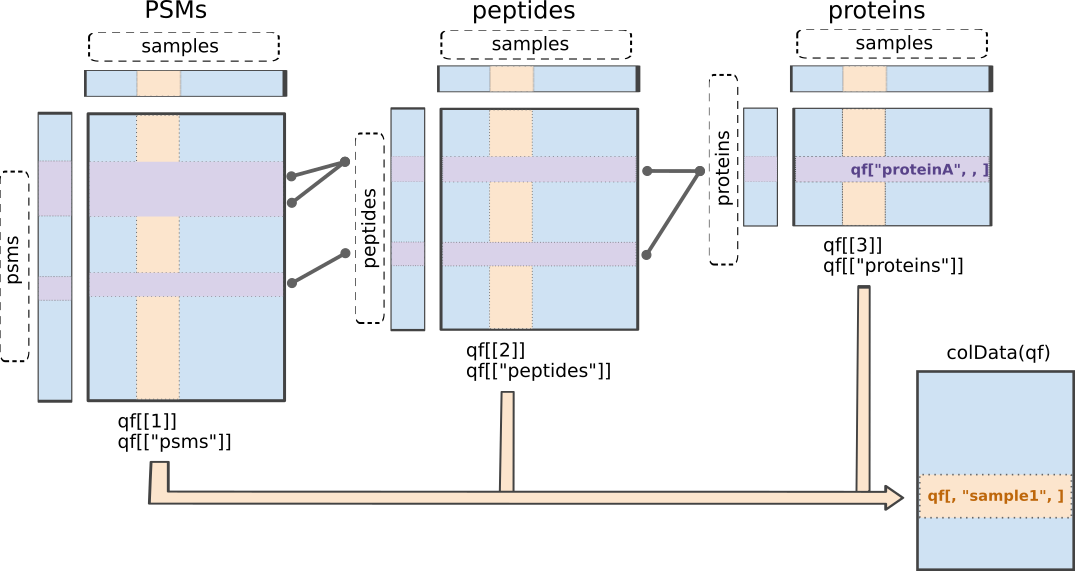 PSMs
samples
psms
qf[[1]]
qf[["psms"]]
peptides
samples
peptides
qf[[2]]
qf[["peptides"]]
proteins
samples
proteins
qf["proteinA", , ]
qf[[3]]
qf[["proteins"]]
colData(qf)
qf[, "sample1", ]